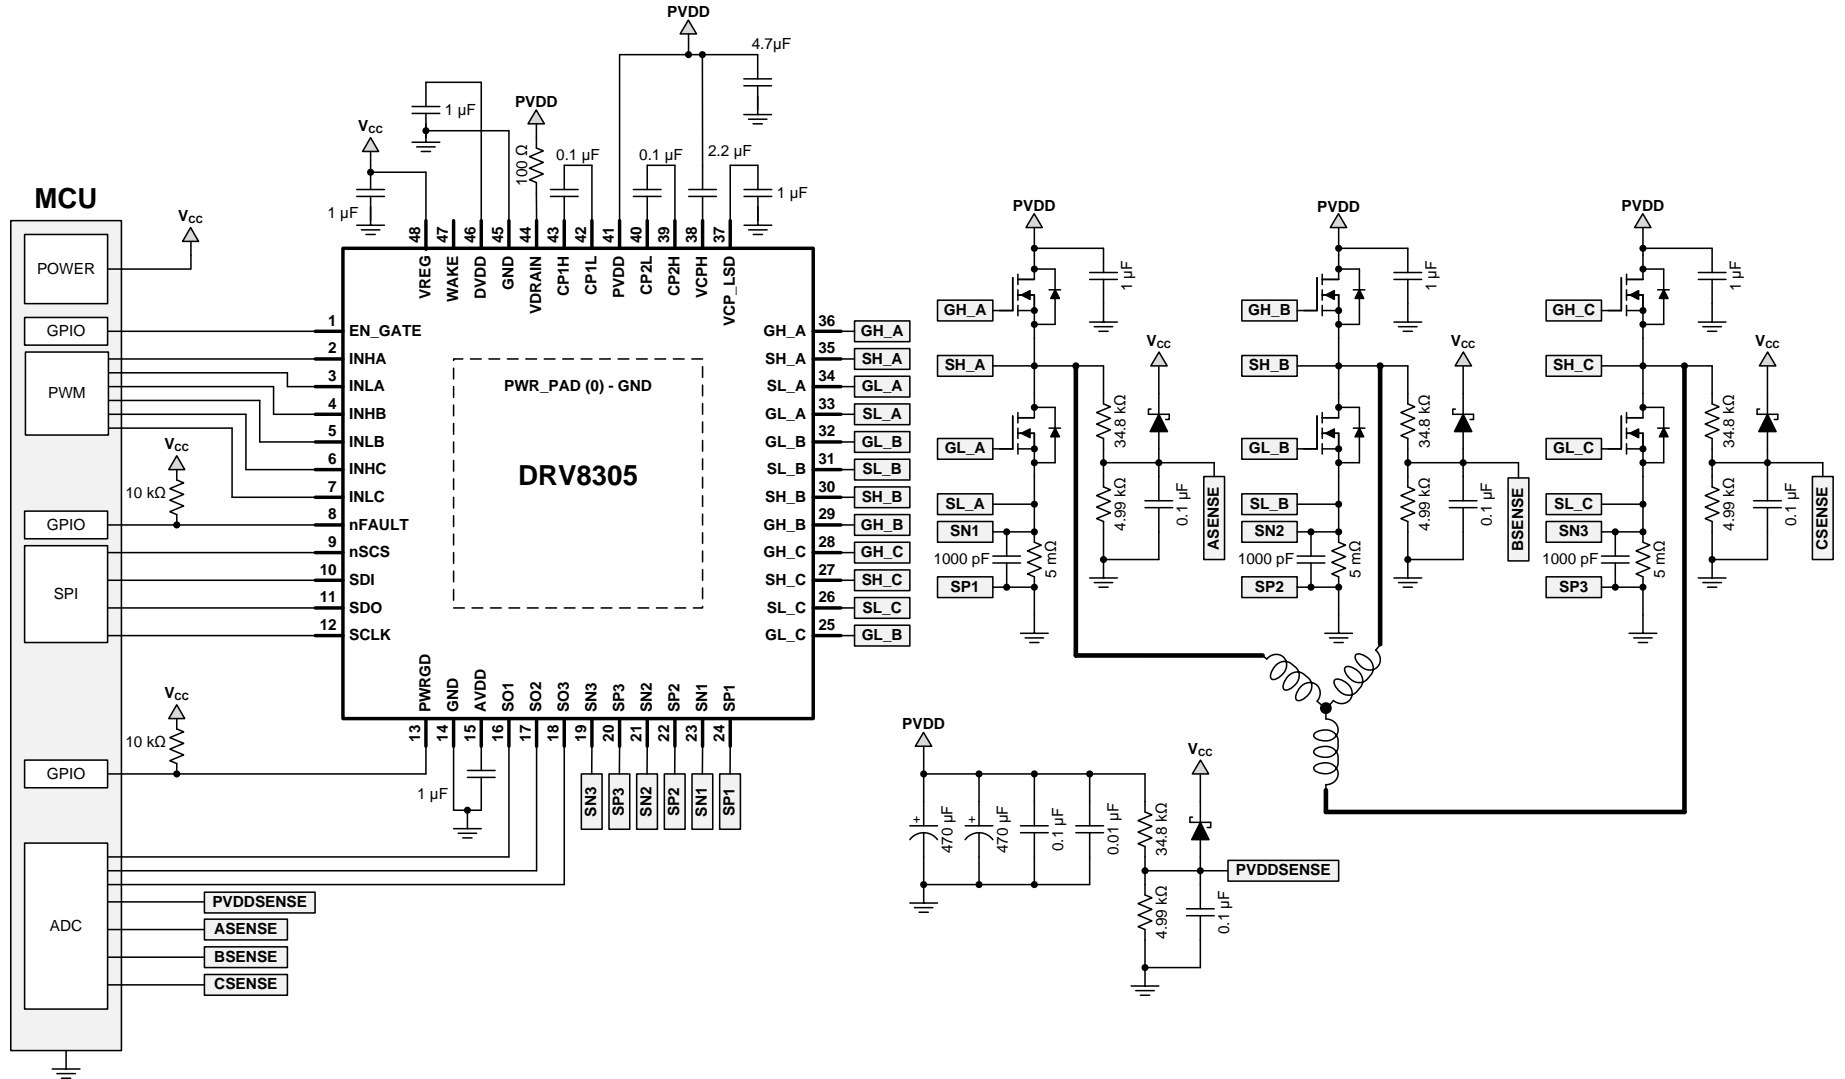 PVDD
4.7µF
1 µF
PVDD
VCC
100 Ω
0.1 µF
0.1 µF
2.2 µF
1 µF
1 µF
MCU
VCC
POWER
GPIO
PWM
VCC
10 kΩ
GPIO
SPI
VCC
10 kΩ
GPIO
ADC
PVDDSENSE
ASENSE
BSENSE
CSENSE
48 47 46 45 44 43 42 41 40 39 38 37
VREG WAKE DVDD GND VDRAIN CP1H CP1L PVDD CP2L CP2H VCPH VCP_LSD
1 EN_GATE
2 INHA
3 INLA
4 INHB
5 INLB
6 INHC
7 INLC
8 nFAULT
9 nSCS
10 SDI
11 SDO
12 SCLK
PWR_PAD (0) - GND
DRV8305
GH_A 36 GH_A
SH_A 35 SH_A
SL_A 34 GL_A
GL_A 33 SL_A
GL_B 32 GL_B
SL_B 31 SL_B
SH_B 30 SH_B
GH_B 29 GH_B
GH_C 28 GH_C
SH_C 27 SH_C
SL_C 26 SL_C
GL_C 25 GL_B
PWRGD GND AVDD SO1 SO2 SO3 SN3 SP3 SN2 SP2 SN1 SP1
13 14 15 16 17 18 19 20 21 22 23 24
1 µF
SN3 SP3 SN2 SP2 SN1 SP1
PVDD
GH_A
1 µF
SH_A
VCC
34.8 kΩ
GL_A
4.99 kΩ
0.1 µF
ASENSE
SL_A
SN1
1000 pF
5 mΩ
SP1
PVDD
GH_B
1 µF
SH_B
VCC
34.8 kΩ
GL_B
4.99 kΩ
0.1 µF
BSENSE
SL_B
SN2
1000 pF
5 mΩ
SP2
PVDD
GH_C
1 µF
SH_C
VCC
34.8 kΩ
GL_C
4.99 kΩ
0.1 µF
CSENSE
SL_C
SN3
1000 pF
5 mΩ
SP3
PVDD
VCC
+
470 µF
+
470 µF
0.1 µF
0.01 µF
34.8 kΩ
PVDDSENSE
4.99 kΩ
0.1 µF